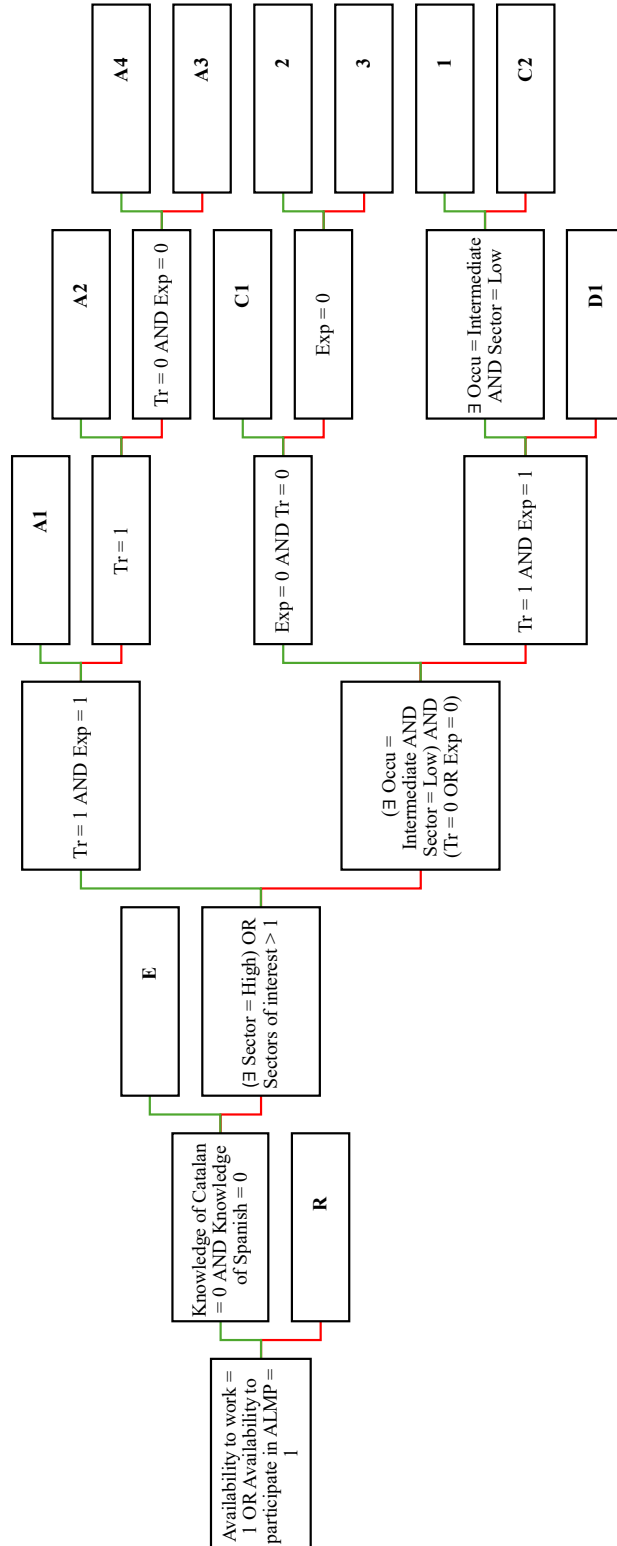 Availability to work =
1 OR Availability to
participate in ALMP =
1
R
Knowledge of Catalan
= 0 AND Knowledge
of Spanish = 0
(∃ Sector = High) OR
Sectors of interest > 1
E
(∃ Occu =
Intermediate AND
Sector = Low) AND
(Tr = 0 OR Exp = 0)
Tr = 1 AND Exp = 1
Tr = 1 AND Exp = 1
Exp = 0 AND Tr = 0
Tr = 1
A1
D1
∃ Occu = Intermediate
AND Sector = Low
Exp = 0
C1
Tr = 0 AND Exp = 0
A2
C2
1
3
2
A3
A4